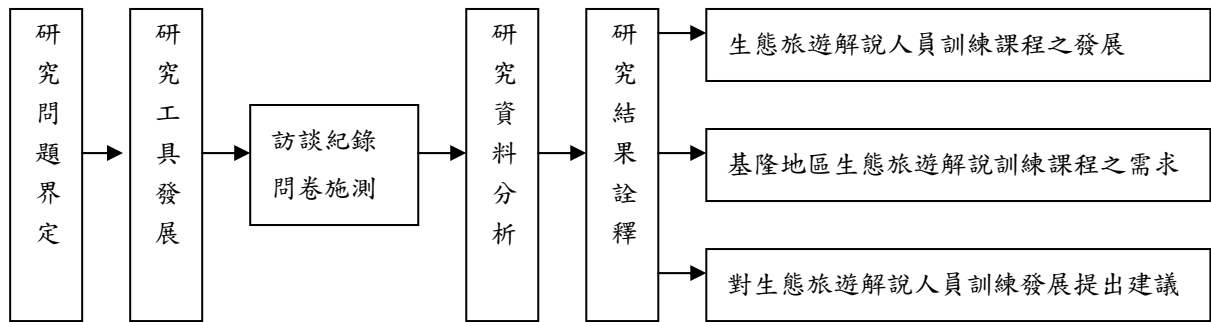 研究問題界定
研究工具發展
訪談紀錄
問卷施測
研究資料分析
研究結果詮釋
生態旅遊解說人員訓練課程之發展
基隆地區生態旅遊解說訓練課程之需求
對生態旅遊解說人員訓練發展提出建議